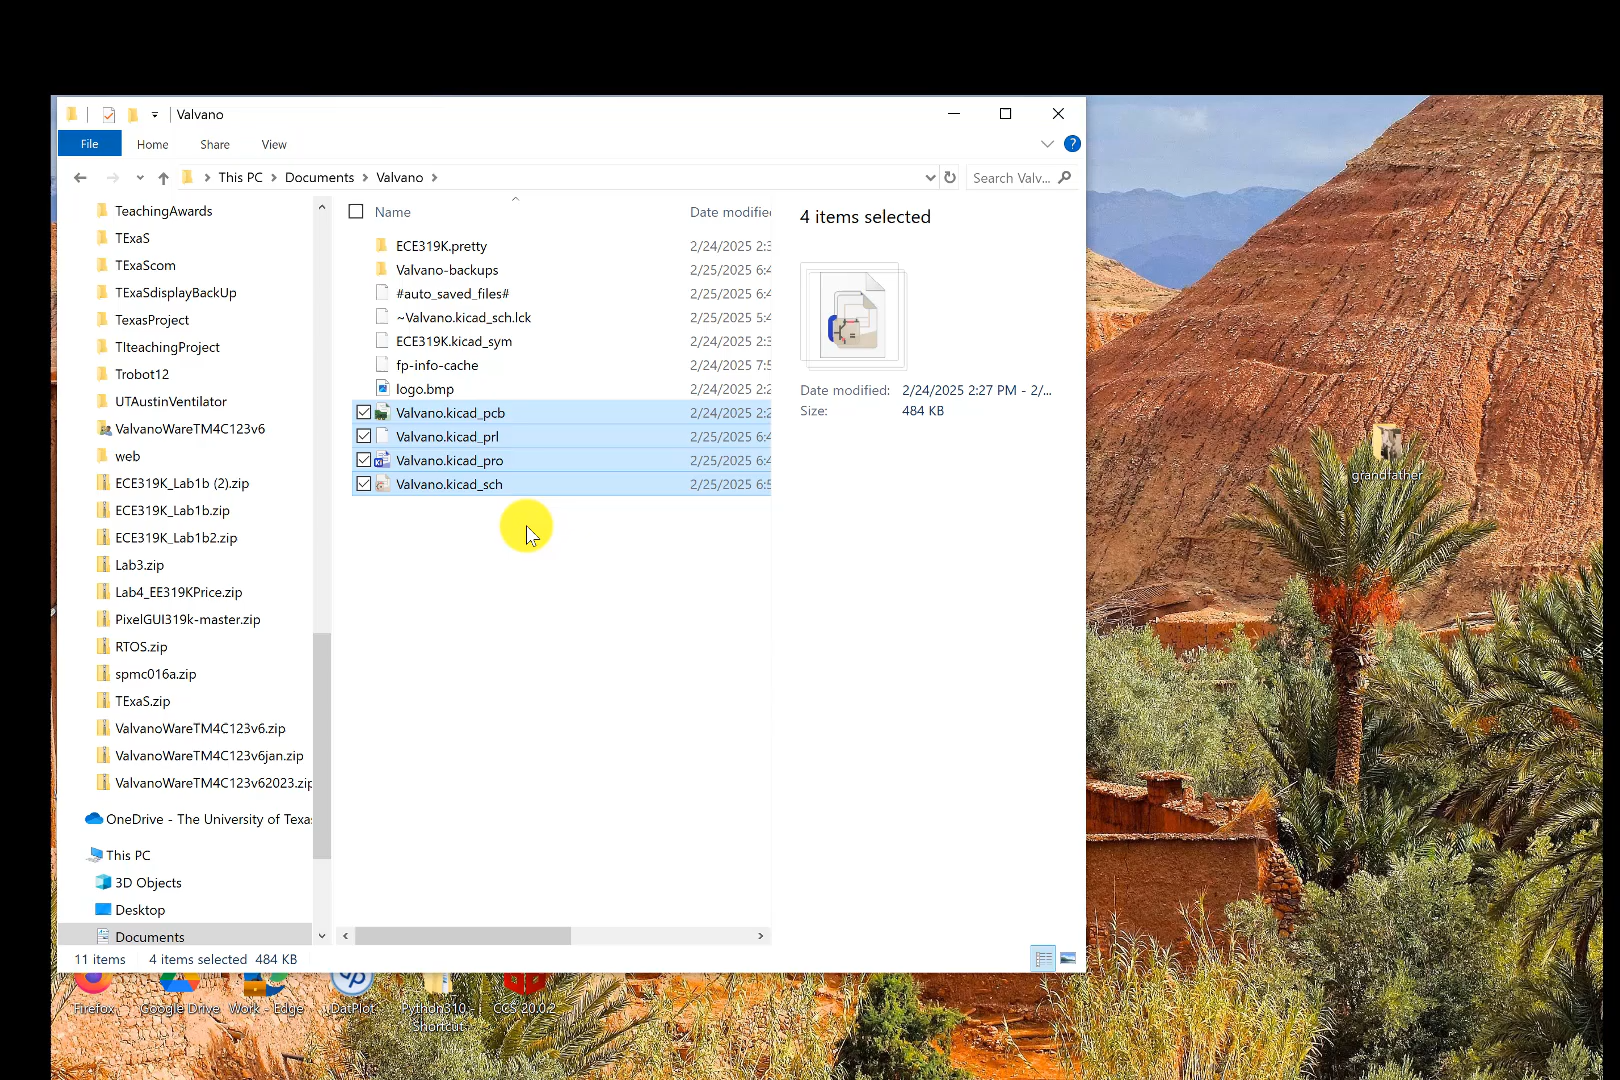 Valvano
File Home Share View
This PC Documents Valvano
Search Valv...
TeachingAwards
TExaS
TExaScom
TExaSdisplayBackUp
TexasProject
TIteachingProject
Trobot12
UTAustinVentilator
ValvanoWareTM4C123v6
web
ECE319K_Lab1b (2).zip
ECE319K_Lab1b.zip
ECE319K_Lab1b2.zip
Lab3.zip
Lab4_EE319KPrice.zip
PixelGUI319k-master.zip
RTOS.zip
spmc016a.zip
TExaS.zip
ValvanoWareTM4C123v6.zip
ValvanoWareTM4C123v6jan.zip
ValvanoWareTM4C123v62023.zip
OneDrive - The University of Texa
This PC
3D Objects
Desktop
Documents
Name Date modifie
ECE319K.pretty 2/24/2025 2:3
Valvano-backups 2/25/2025 6:4
#auto_saved_files# 2/25/2025 6:4
~Valvano.kicad_sch.lck 2/25/2025 5:4
ECE319K.kicad_sym 2/24/2025 2:3
fp-info-cache 2/24/2025 7:5
logo.bmp 2/24/2025 2:2
Valvano.kicad_pcb 2/24/2025 2:2
Valvano.kicad_prl 2/25/2025 6:4
Valvano.kicad_pro 2/25/2025 6:4
Valvano.kicad_sch 2/25/2025 6:5
4 items selected
Date modified: 2/24/2025 2:27 PM - 2/...
Size: 484 KB
11 items 4 items selected 484 KB
grandfather
Firefox
Google Drive
Work - Edge
DatPlot
Python310 -
Shortcut
CCS 20.0.2